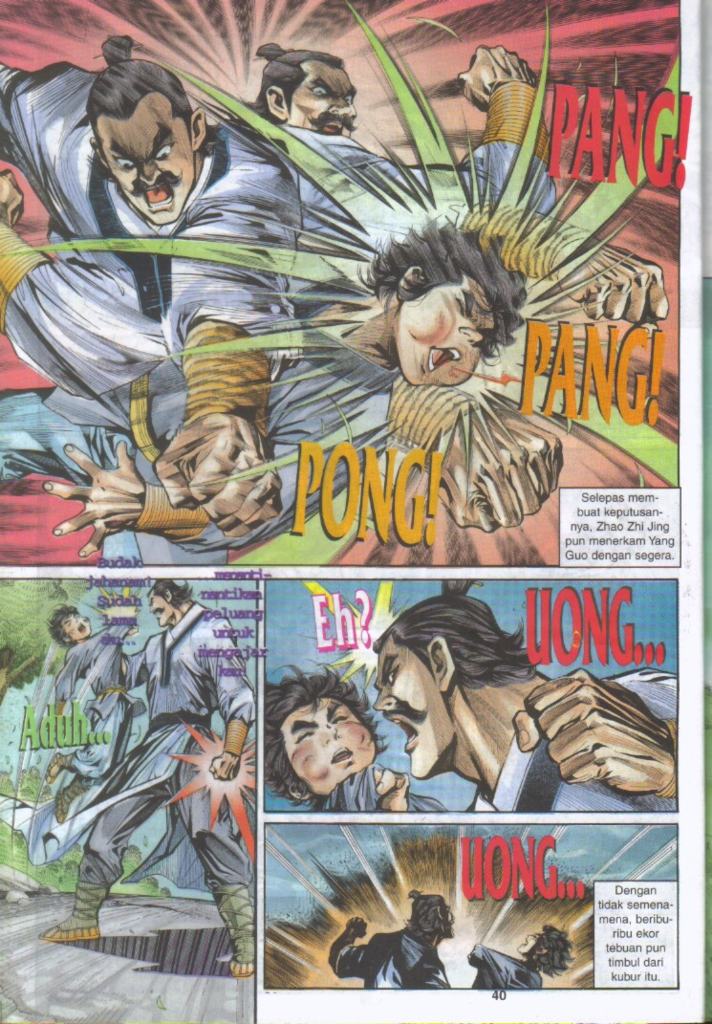 PANG!
PANG!
PONG!
Selepas mem-
buat keputusan-
nya, Zhao Zhi Jing
pun menerkam Yang
Guo dengan segera.
Budak
jahanam!
Sudah
lama
aku...
...menanti-
nantikan
peluang
untuk
mengajar
kau!
Aduh...
Eh?
UONG...
UONG...
Dengan
tidak semena-
mena, beribu-
ribu ekor
tebuan pun
timbul dari
kubur itu.
40